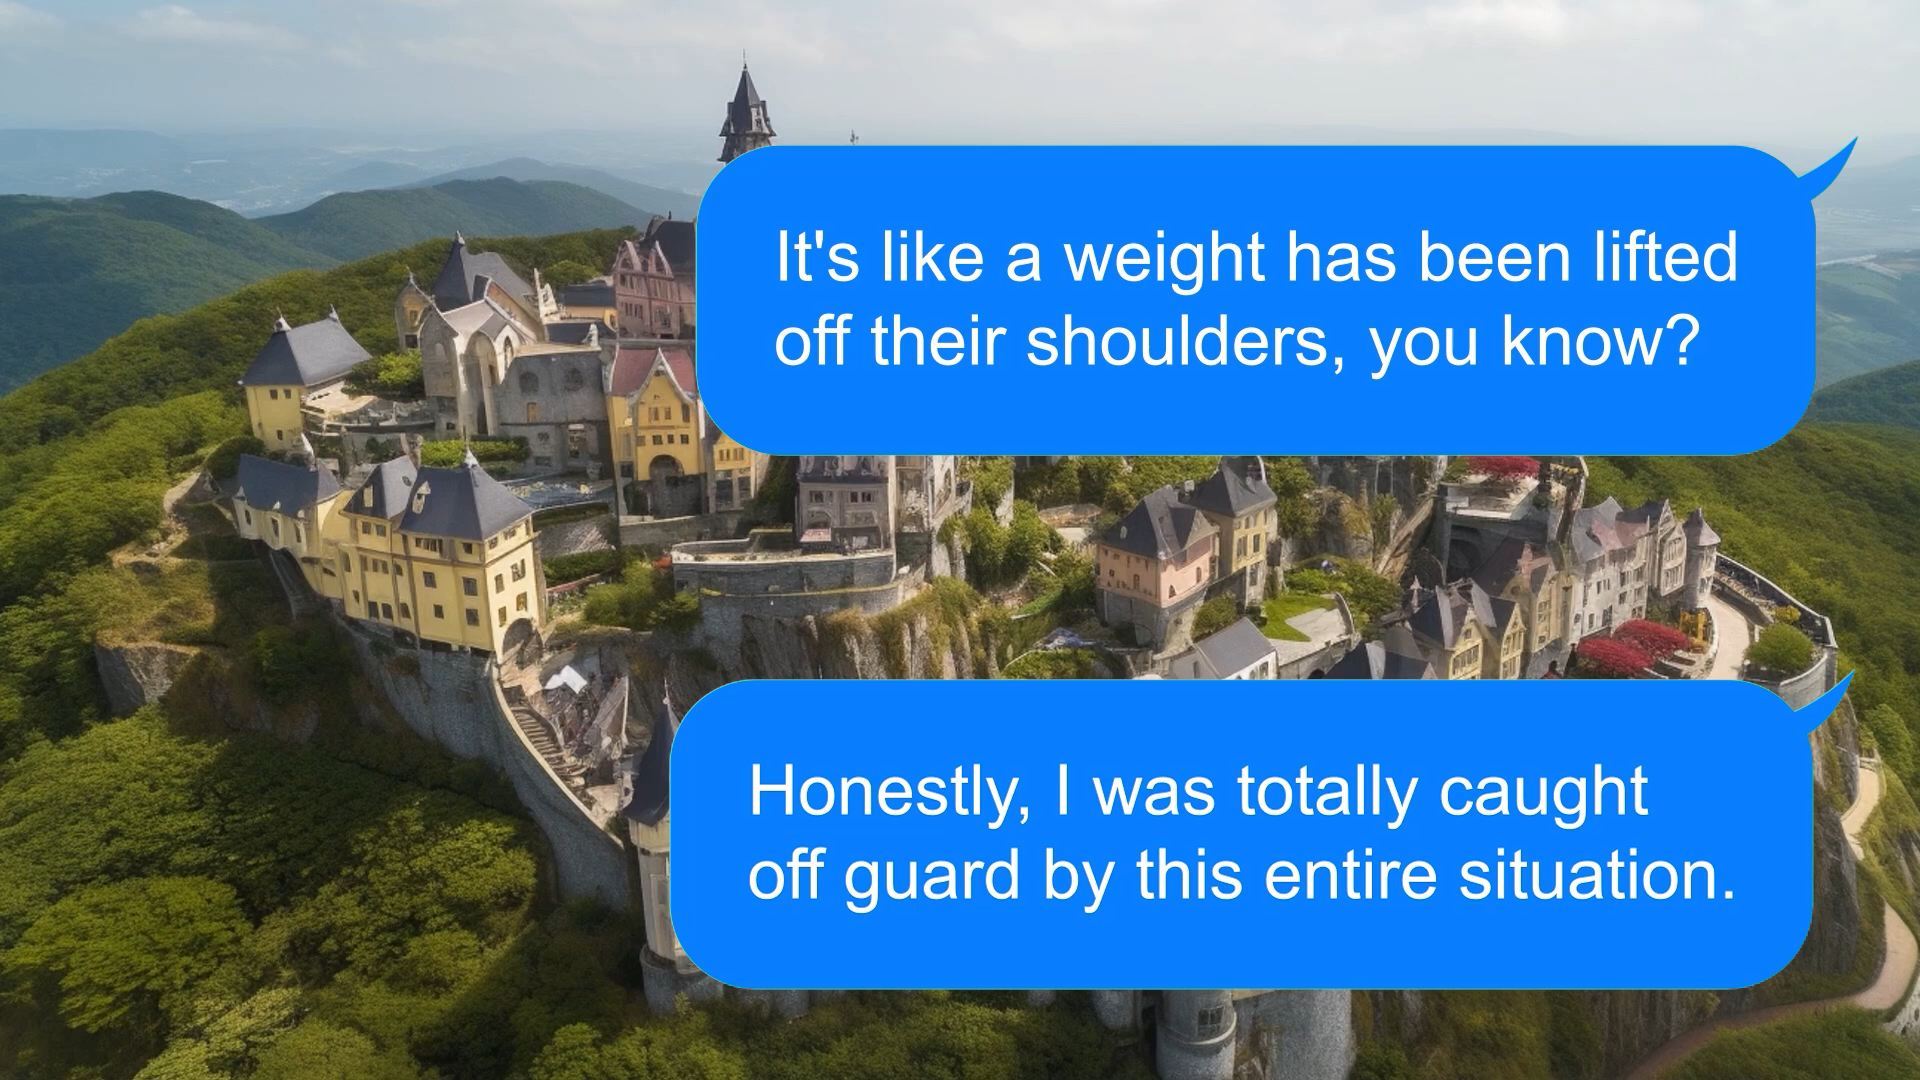 It's like a weight has been lifted
off their shoulders, you know?
Honestly, I was totally caught
off guard by this entire situation.